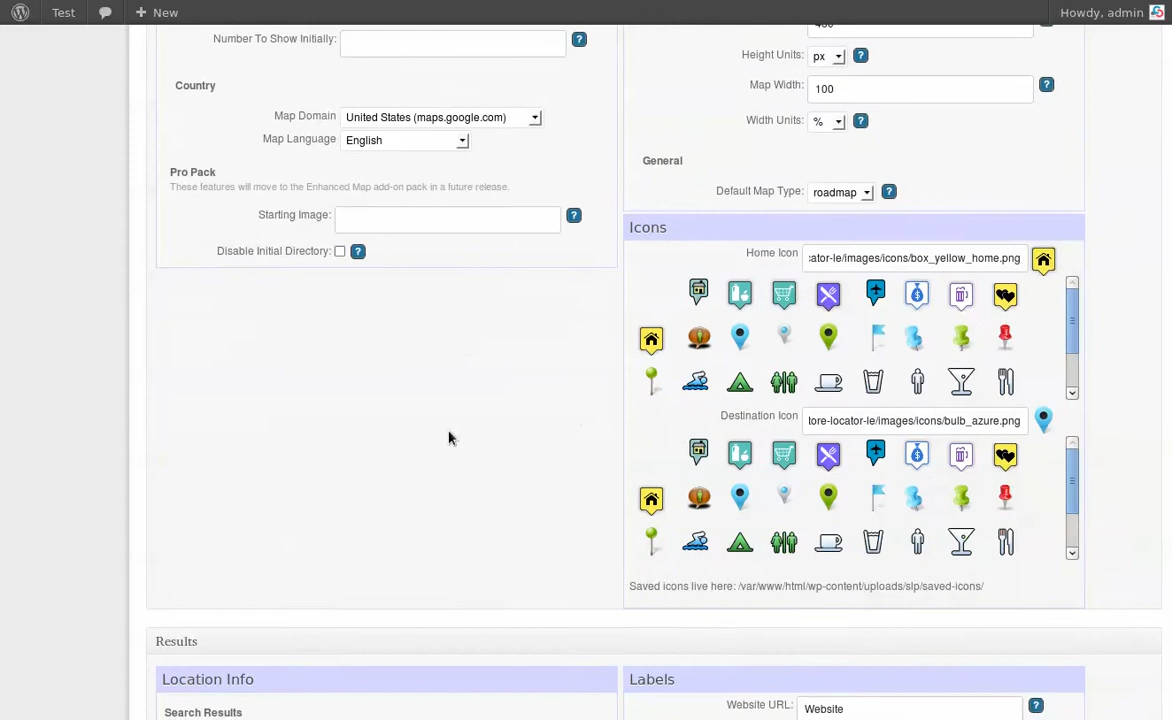 Test
New
Howdy, admin
Number To Show Initially:
?
Country
Map Domain
United States (maps.google.com)
Map Language
English
Pro Pack
These features will move to the Enhanced Map add-on pack in a future release.
Starting Image:
?
Disable Initial Directory:
?
Height Units:
px
?
Map Width:
100
?
Width Units:
%
?
General
Default Map Type:
roadmap
?
Icons
Home Icon
:ator-le/images/icons/box_yellow_home.png
Destination Icon
tore-locator-le/images/icons/bulb_azure.png
Saved icons live here: /var/www/html/wp-content/uploads/slp/saved-icons/
Results
Location Info
Search Results
Labels
Website URL:
Website
?